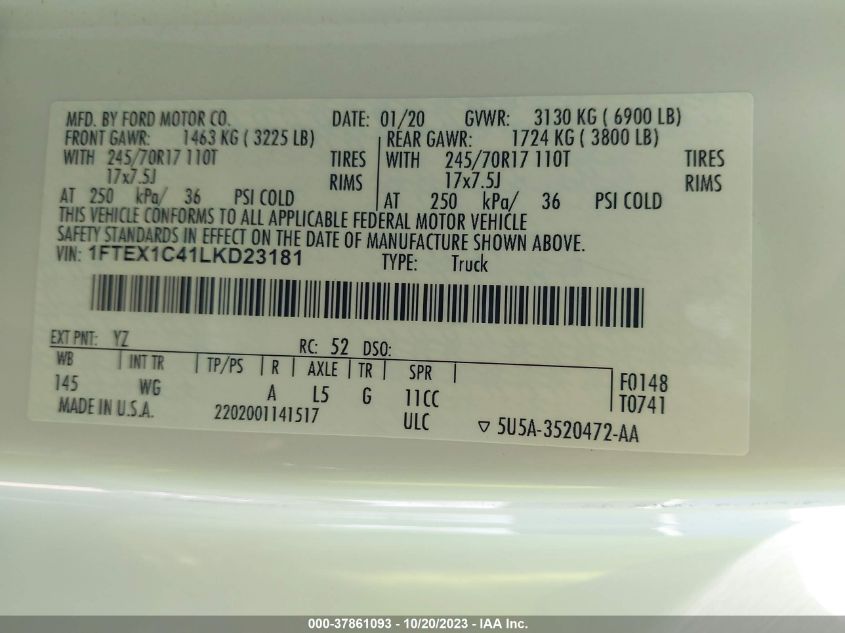 MFD. BY FORD MOTOR CO. DATE: 01/20 GVWR: 3130 KG ( 6900 LB)
FRONT GAWR: 1463 KG ( 3225 LB) REAR GAWR: 1724 KG ( 3800 LB)
WITH 245/70R17 110T TIRES WITH 245/70R17 110T TIRES
17x7.5J RIMS 17x7.5J RIMS
AT 250 kPa/ 36 PSI COLD AT 250 kPa/ 36 PSI COLD
THIS VEHICLE CONFORMS TO ALL APPLICABLE FEDERAL MOTOR VEHICLE
SAFETY STANDARDS IN EFFECT ON THE DATE OF MANUFACTURE SHOWN ABOVE.
VIN: 1FTEX1C41LKD23181 TYPE: Truck
EXT PNT: YZ RC: 52 DSO:
WB INT TR TP/PS R AXLE TR SPR
145 WG A L5 G 11CC F0148
MADE IN U.S.A. 2202001141517 ULC T0741
5U5A-3520472-AA
000-37861093 - 10/20/2023 - IAA Inc.